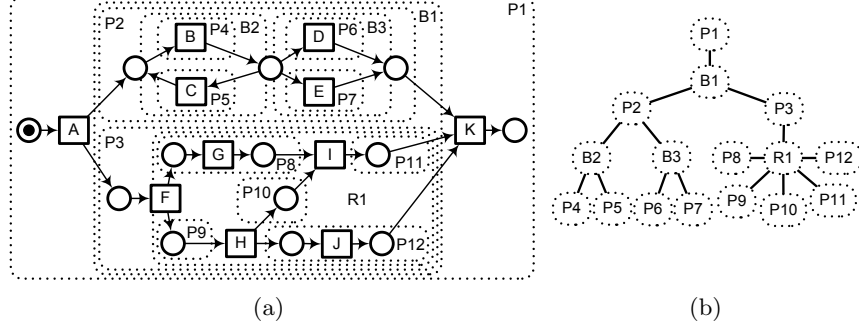 P1
P2
B1
B2
B3
P4
P6
B
D
C
E
P5
P7
A
K
P3
G
I
P8
P11
F
P10
R1
P9
H
J
P12
(a)
P1
B1
P2
P3
B2
B3
P8
R1
P12
P4
P5
P6
P7
P9
P10
P11
(b)